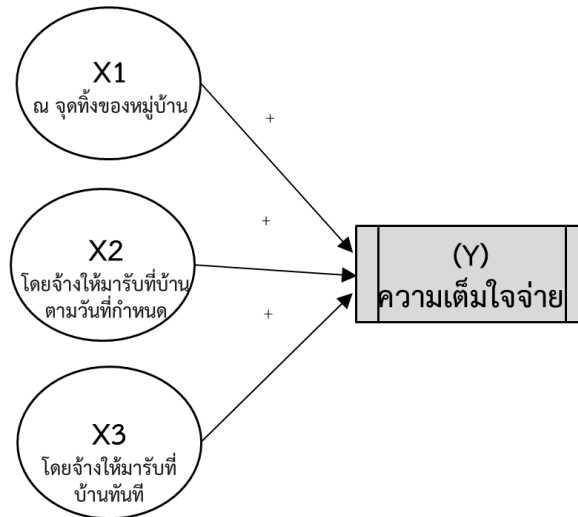 X1
ณ จุดทิ้งของหมู่บ้าน
+
X2
โดยจ้างให้มารับที่บ้าน
ตามวันที่กำหนด
+
(Y)
ความเต็มใจจ่าย
+
X3
โดยจ้างให้มารับที่
บ้านทันที